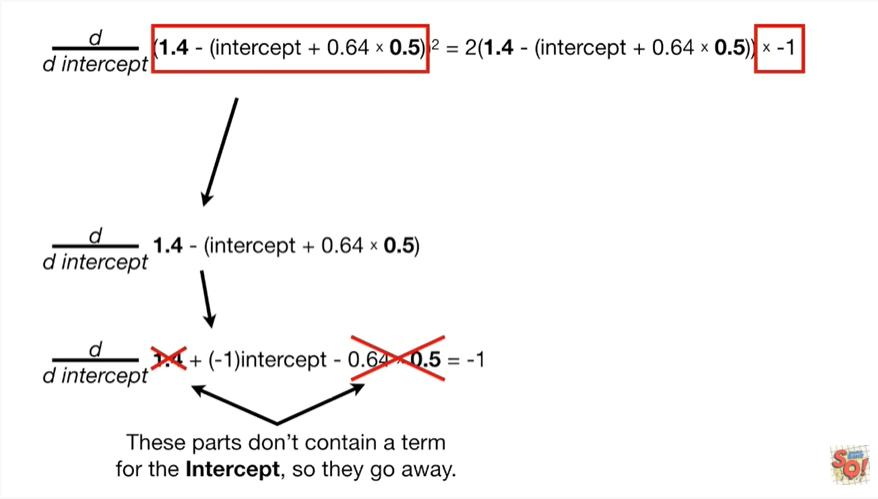 d/d intercept (1.4 - (intercept + 0.64 × 0.5))² = 2(1.4 - (intercept + 0.64 × 0.5)) × -1
d/d intercept 1.4 - (intercept + 0.64 × 0.5)
d/d intercept 1.4 + (-1)intercept - 0.64 × 0.5 = -1
These parts don't contain a term
for the Intercept, so they go away.
SQ!